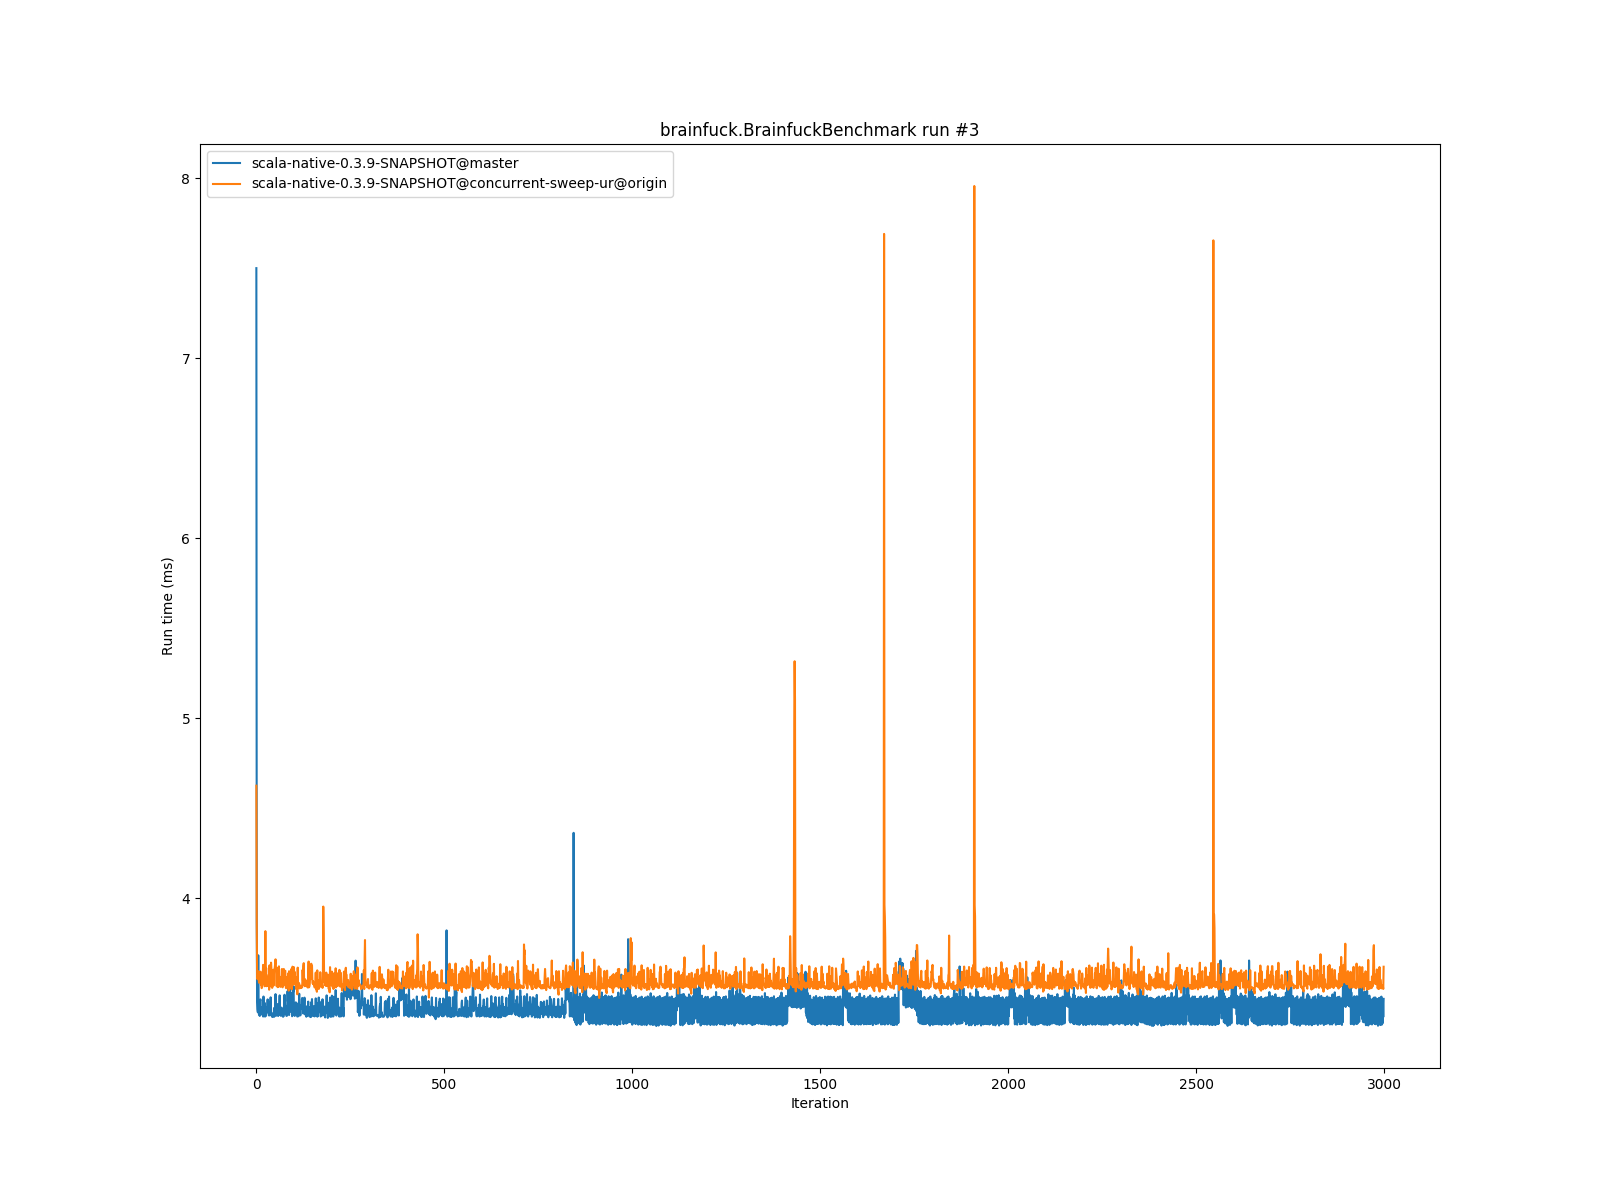 brainfuck.BrainfuckBenchmark run #3
scala-native-0.3.9-SNAPSHOT@master
scala-native-0.3.9-SNAPSHOT@concurrent-sweep-ur@origin
8
7
6
5
4
Run time (ms)
0 500 1000 1500 2000 2500 3000
Iteration